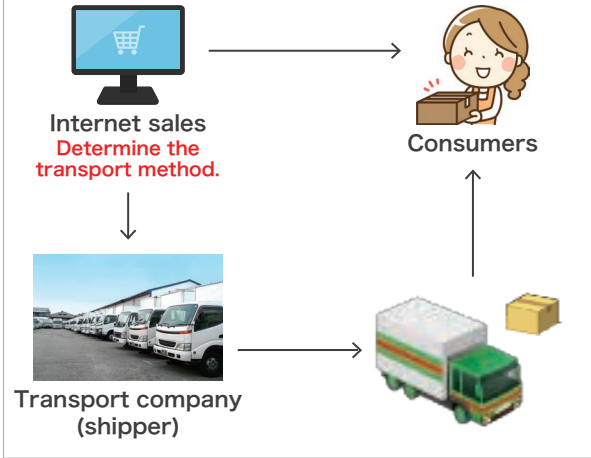 Internet sales
Determine the
transport method.
Consumers
Transport company
(shipper)